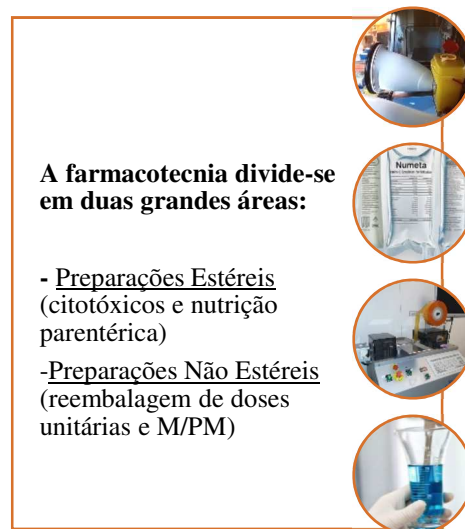 A farmacotecnia divide-se
em duas grandes áreas:
- Preparações Estéreis
(citotóxicos e nutrição
parentérica)
-Preparações Não Estéreis
(reembalagem de doses
unitárias e M/PM)
Numeta